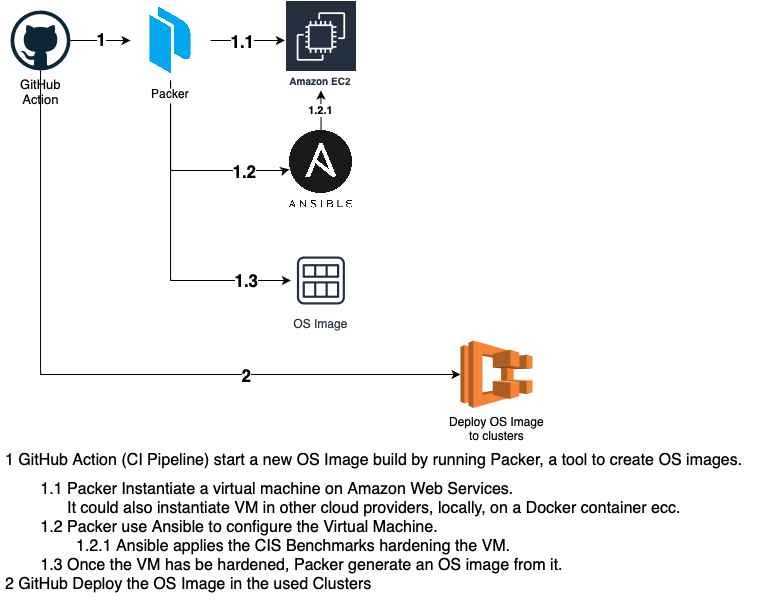 1
1.1
GitHub
Action
Packer
Amazon EC2
1.2.1
1.2
ANSIBLE
1.3
OS Image
2
Deploy OS Image
to clusters
1 GitHub Action (CI Pipeline) start a new OS Image build by running Packer, a tool to create OS images.
1.1 Packer Instantiate a virtual machine on Amazon Web Services.
It could also instantiate VM in other cloud providers, locally, on a Docker container ecc.
1.2 Packer use Ansible to configure the Virtual Machine.
1.2.1 Ansible applies the CIS Benchmarks hardening the VM.
1.3 Once the VM has be hardened, Packer generate an OS image from it.
2 GitHub Deploy the OS Image in the used Clusters